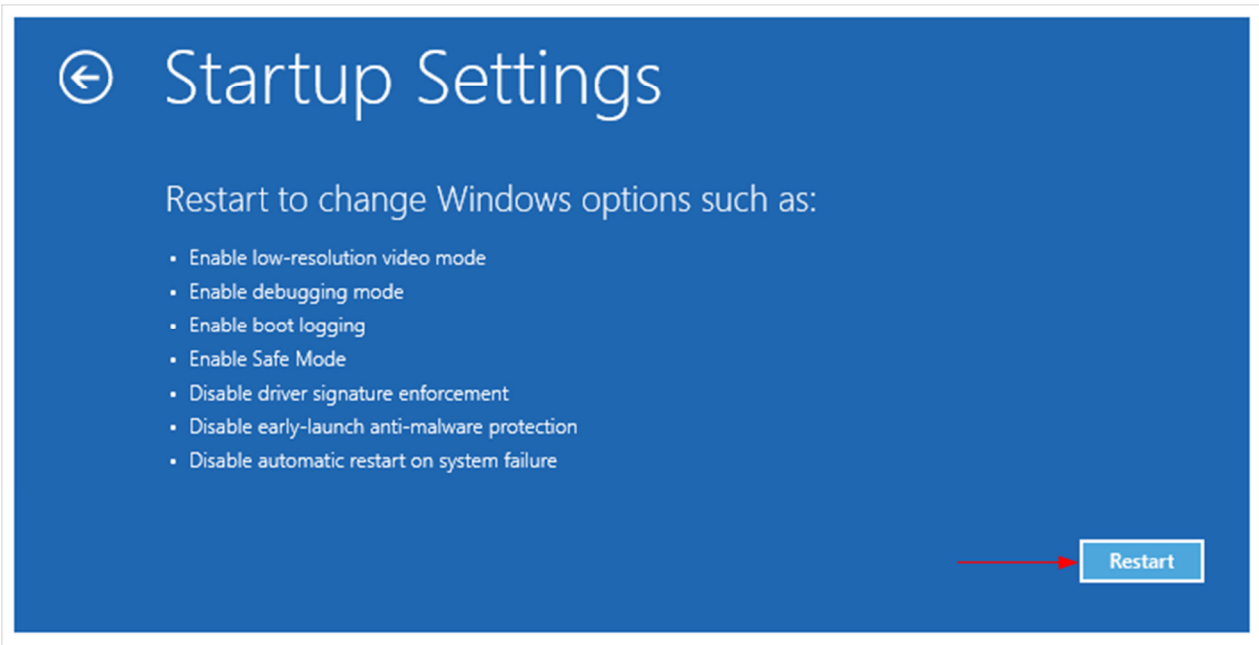 Startup Settings
Restart to change Windows options such as:
▪ Enable low-resolution video mode
▪ Enable debugging mode
▪ Enable boot logging
▪ Enable Safe Mode
▪ Disable driver signature enforcement
▪ Disable early-launch anti-malware protection
▪ Disable automatic restart on system failure
Restart